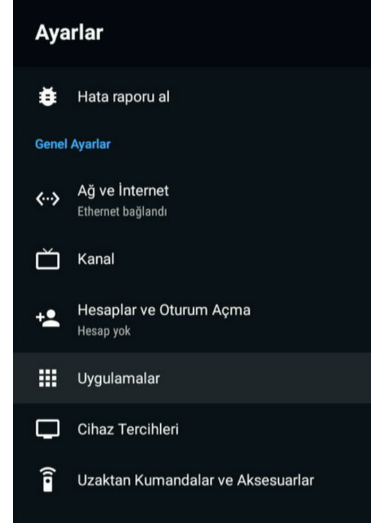 Ayarlar
Hata raporu al
Genel Ayarlar
Ağ ve İnternet
Ethernet bağlandı
Kanal
Hesaplar ve Oturum Açma
Hesap yok
Uygulamalar
Cihaz Tercihleri
Uzaktan Kumandalar ve Aksesuarlar